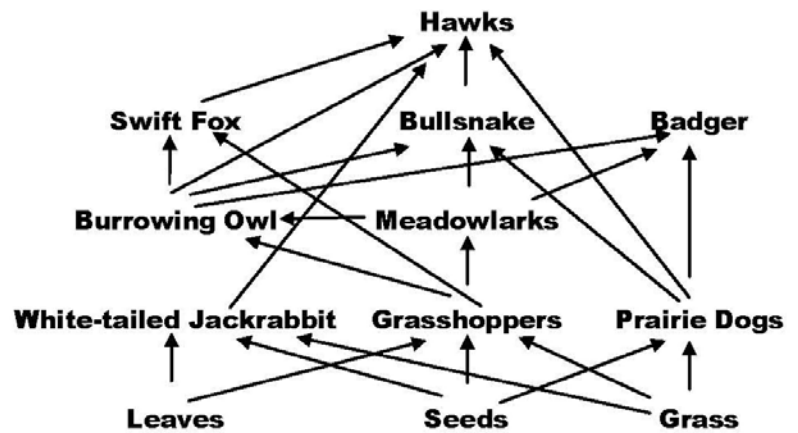 Hawks
Swift Fox Bullsnake Badger
Burrowing Owl Meadowlarks
White-tailed Jackrabbit Grasshoppers Prairie Dogs
Leaves Seeds Grass